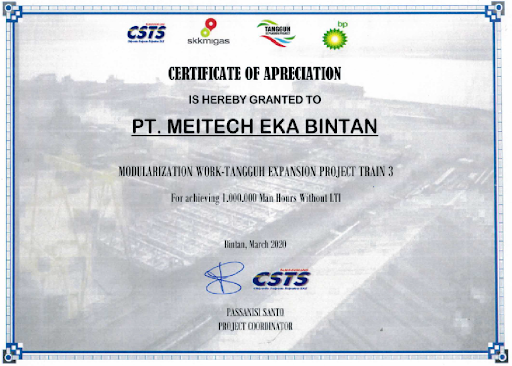 CSTS
skkmigas
TANGGUH
bp
CERTIFICATE OF APRECIATION
IS HEREBY GRANTED TO
PT. MEITECH EKA BINTAN
MODULARIZATION WORK-TANGGUH EXPANSION PROJECT TRAIN 3
For achieving 1.000.000 Man Hours Without LTI
Bintan, March 2020
CSTS
PASSANISI SANTO
PROJECT COORDINATOR